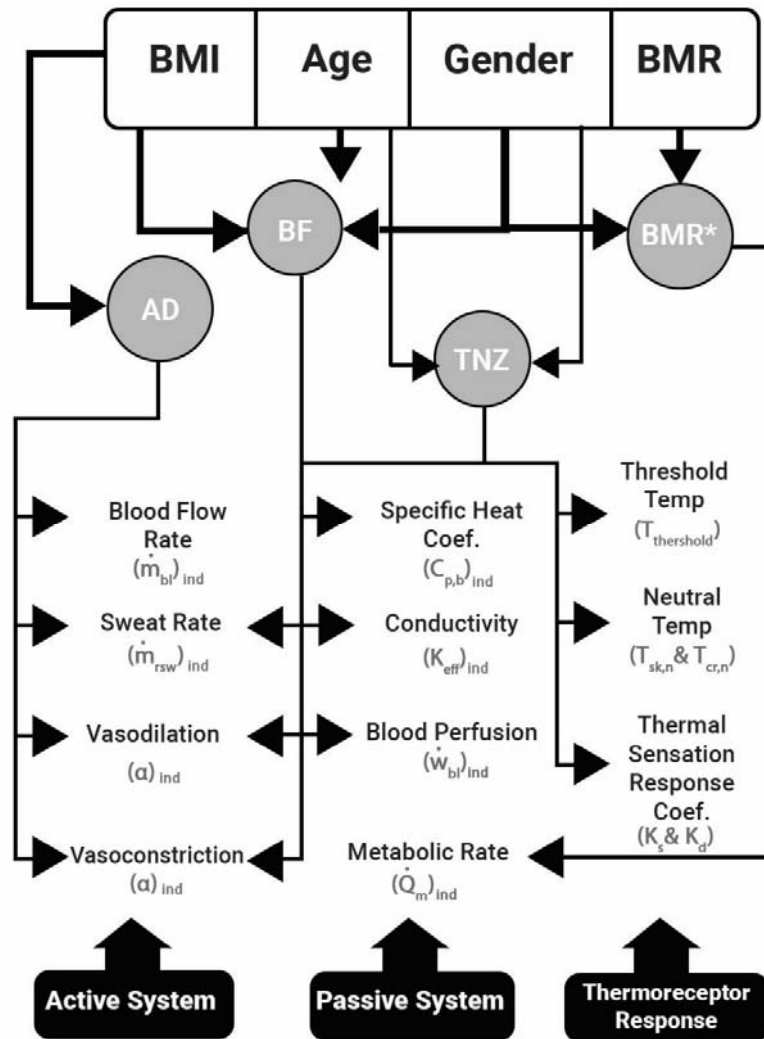 BMI Age Gender BMR
BF
BMR*
AD
TNZ
Blood Flow
Rate
(ṁbl)ind
Sweat Rate
(ṁrsw)ind
Vasodilation
(α)ind
Vasoconstriction
(α)ind
Specific Heat
Coef.
(Cp,b)ind
Conductivity
(Keff)ind
Blood Perfusion
(ẇbl)ind
Metabolic Rate
(Q̇m)ind
Threshold
Temp
(Tthershold)
Neutral
Temp
(Tsk,n& Tcr,n)
Thermal
Sensation
Response
Coef.
(Ks& Kd)
Active System
Passive System
Thermoreceptor
Response